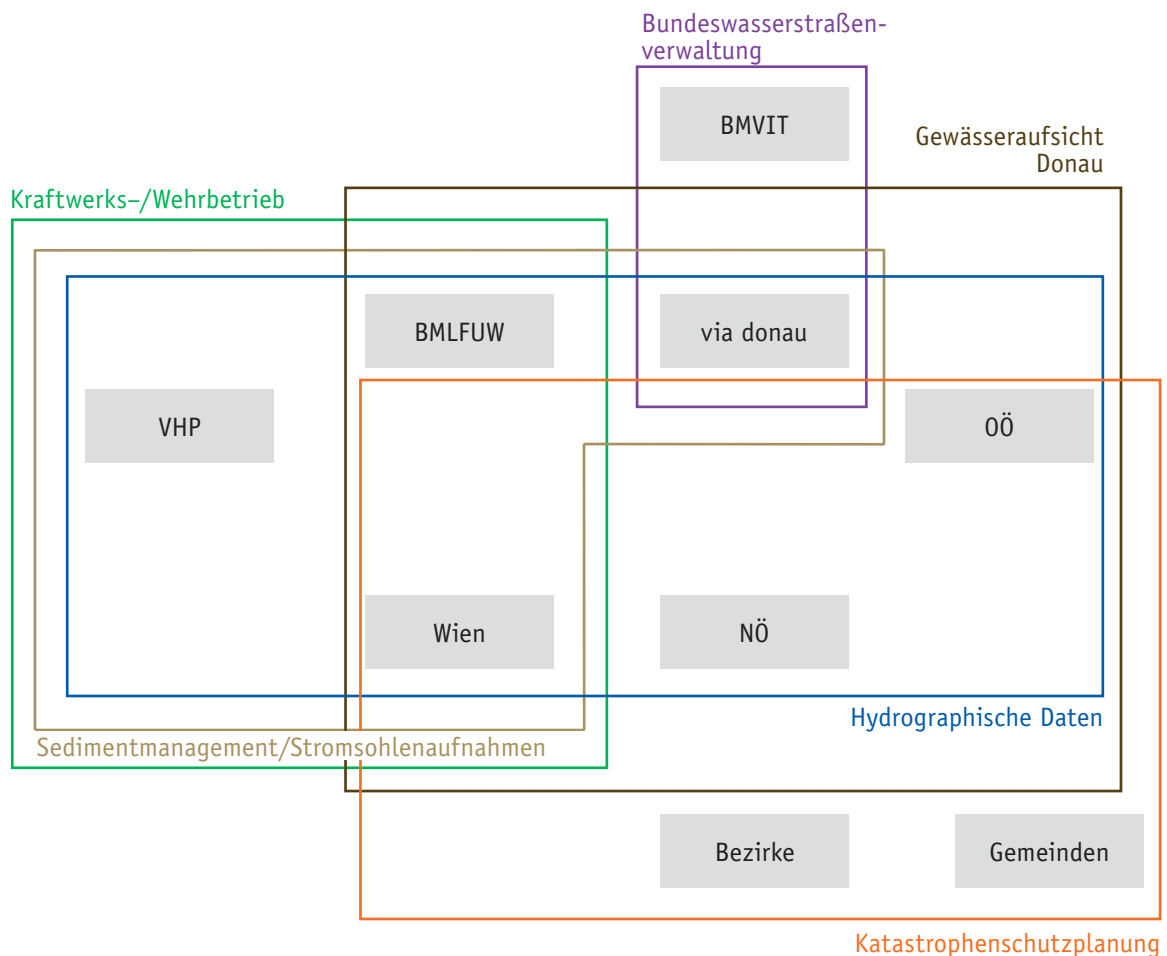 Bundeswasserstraßen-
verwaltung
BMVIT
Gewässeraufsicht
Donau
Kraftwerks–/Wehrbetrieb
BMLFUW
via donau
VHP
OÖ
Wien
NÖ
Hydrographische Daten
Sedimentmanagement/Stromsohlenaufnahmen
Bezirke
Gemeinden
Katastrophenschutzplanung